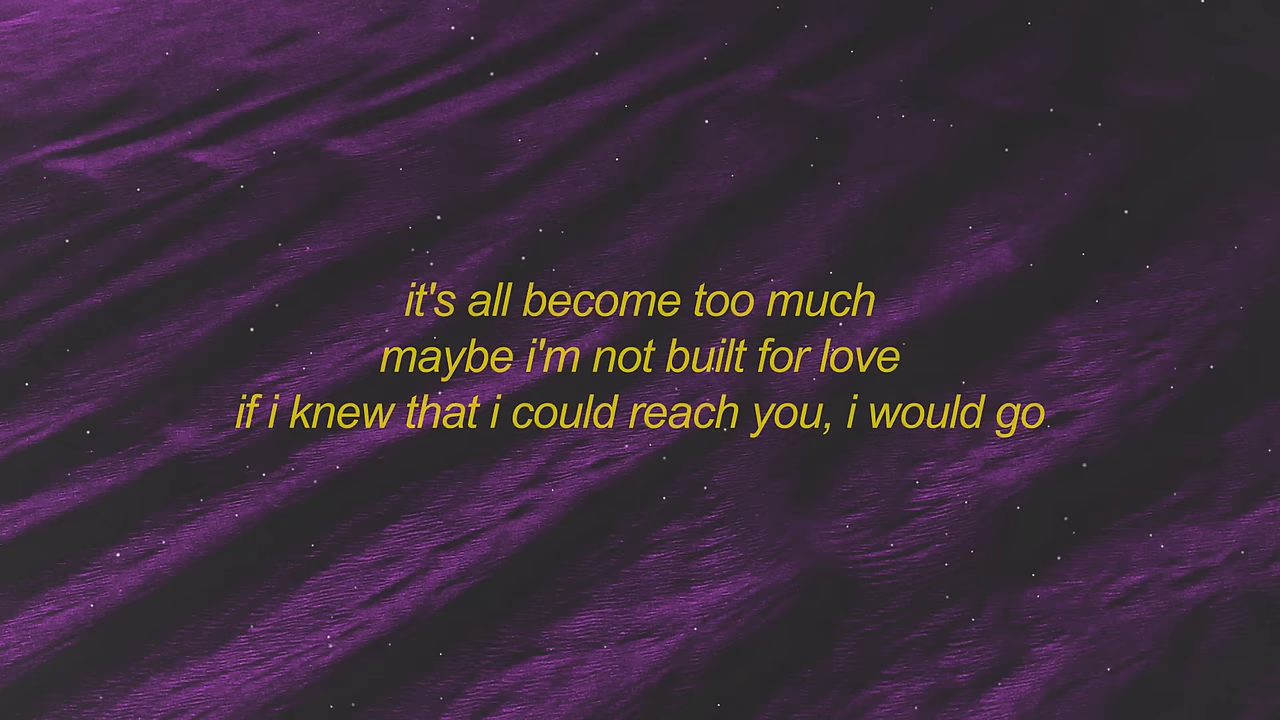 it's all become too much
maybe i'm not built for love
if i knew that i could reach you, i would go